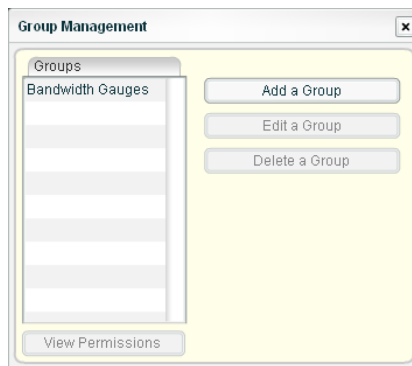 Group Management
Groups
Bandwidth Gauges
Add a Group
Edit a Group
Delete a Group
View Permissions